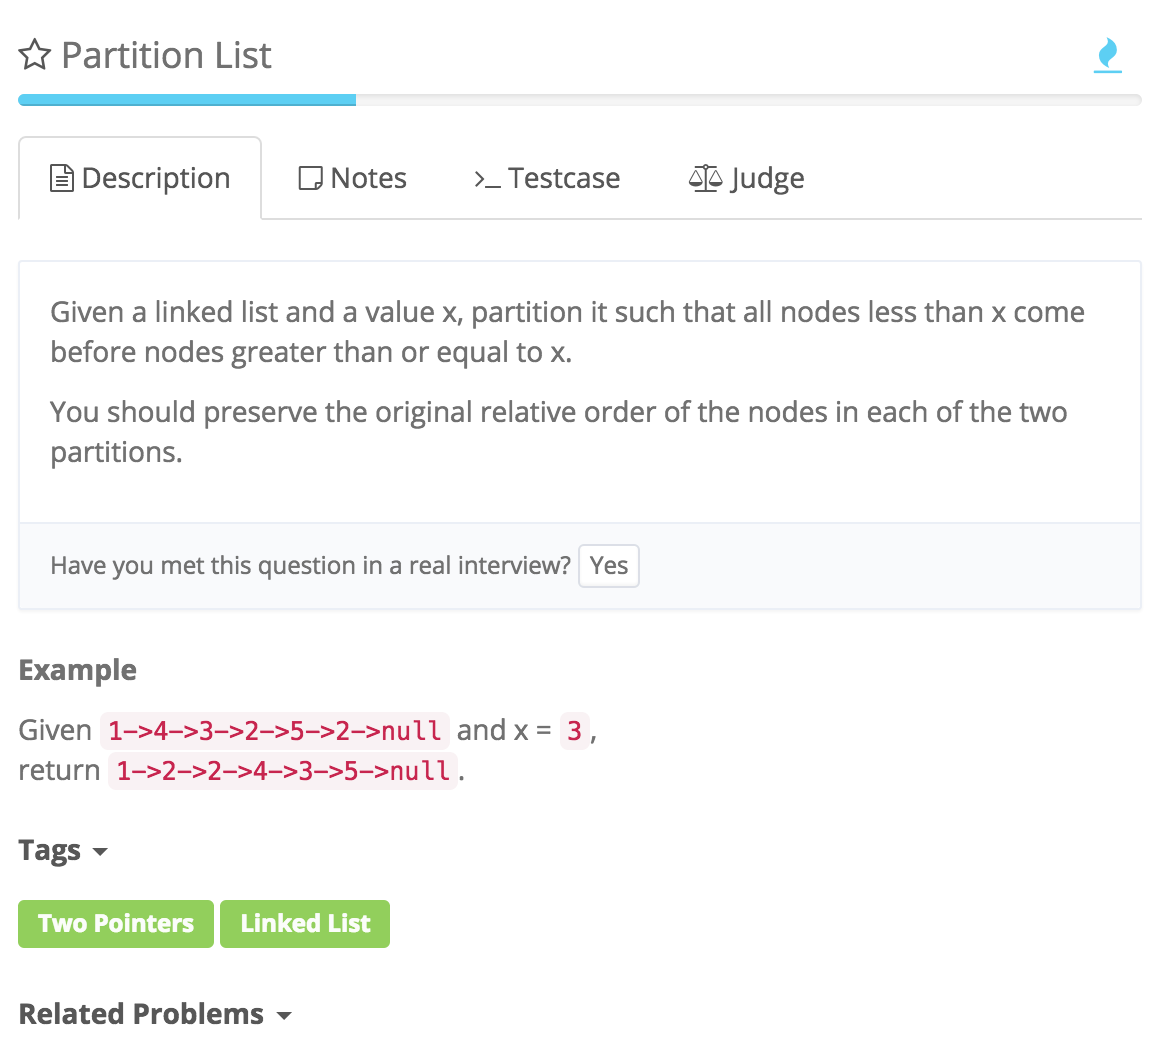 Partition List
Description Notes >_ Testcase Judge
Given a linked list and a value x, partition it such that all nodes less than x come
before nodes greater than or equal to x.
You should preserve the original relative order of the nodes in each of the two
partitions.
Have you met this question in a real interview? Yes
Example
Given 1->4->3->2->5->2->null and x = 3,
return 1->2->2->4->3->5->null.
Tags
Two Pointers Linked List
Related Problems